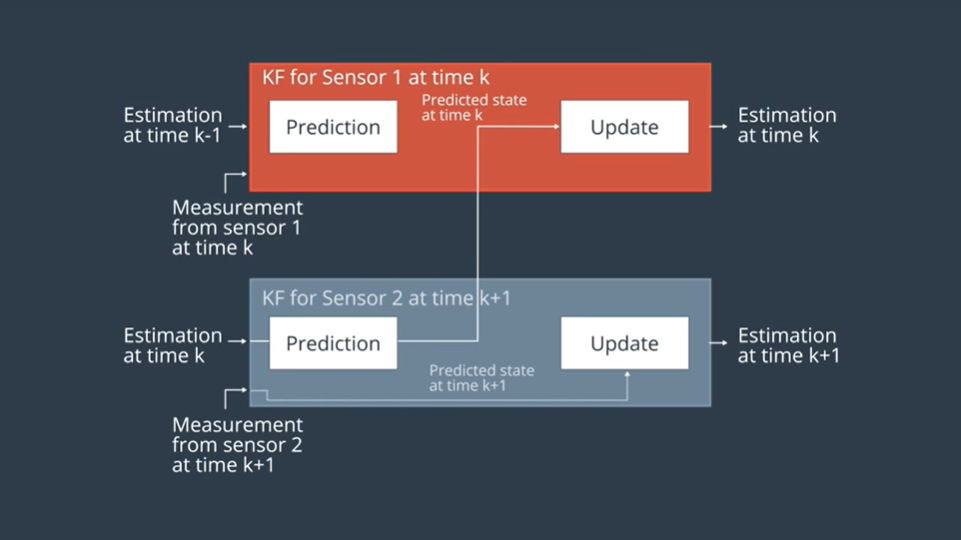 KF for Sensor 1 at time k
Predicted state
at time k
Estimation
at time k-1
Prediction
Update
Estimation
at time k
Measurement
from sensor 1
at time k
KF for Sensor 2 at time k+1
Estimation
at time k
Prediction
Update
Estimation
at time k+1
Predicted state
at time k+1
Measurement
from sensor 2
at time k+1